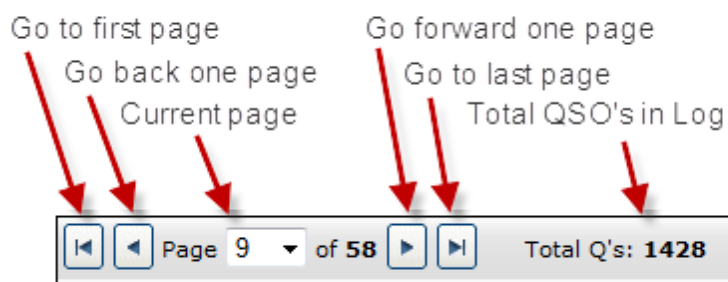 Go to first page
Go forward one page
Go back one page
Go to last page
Current page
Total QSO's in Log
Page 9 of 58
Total Q's: 1428